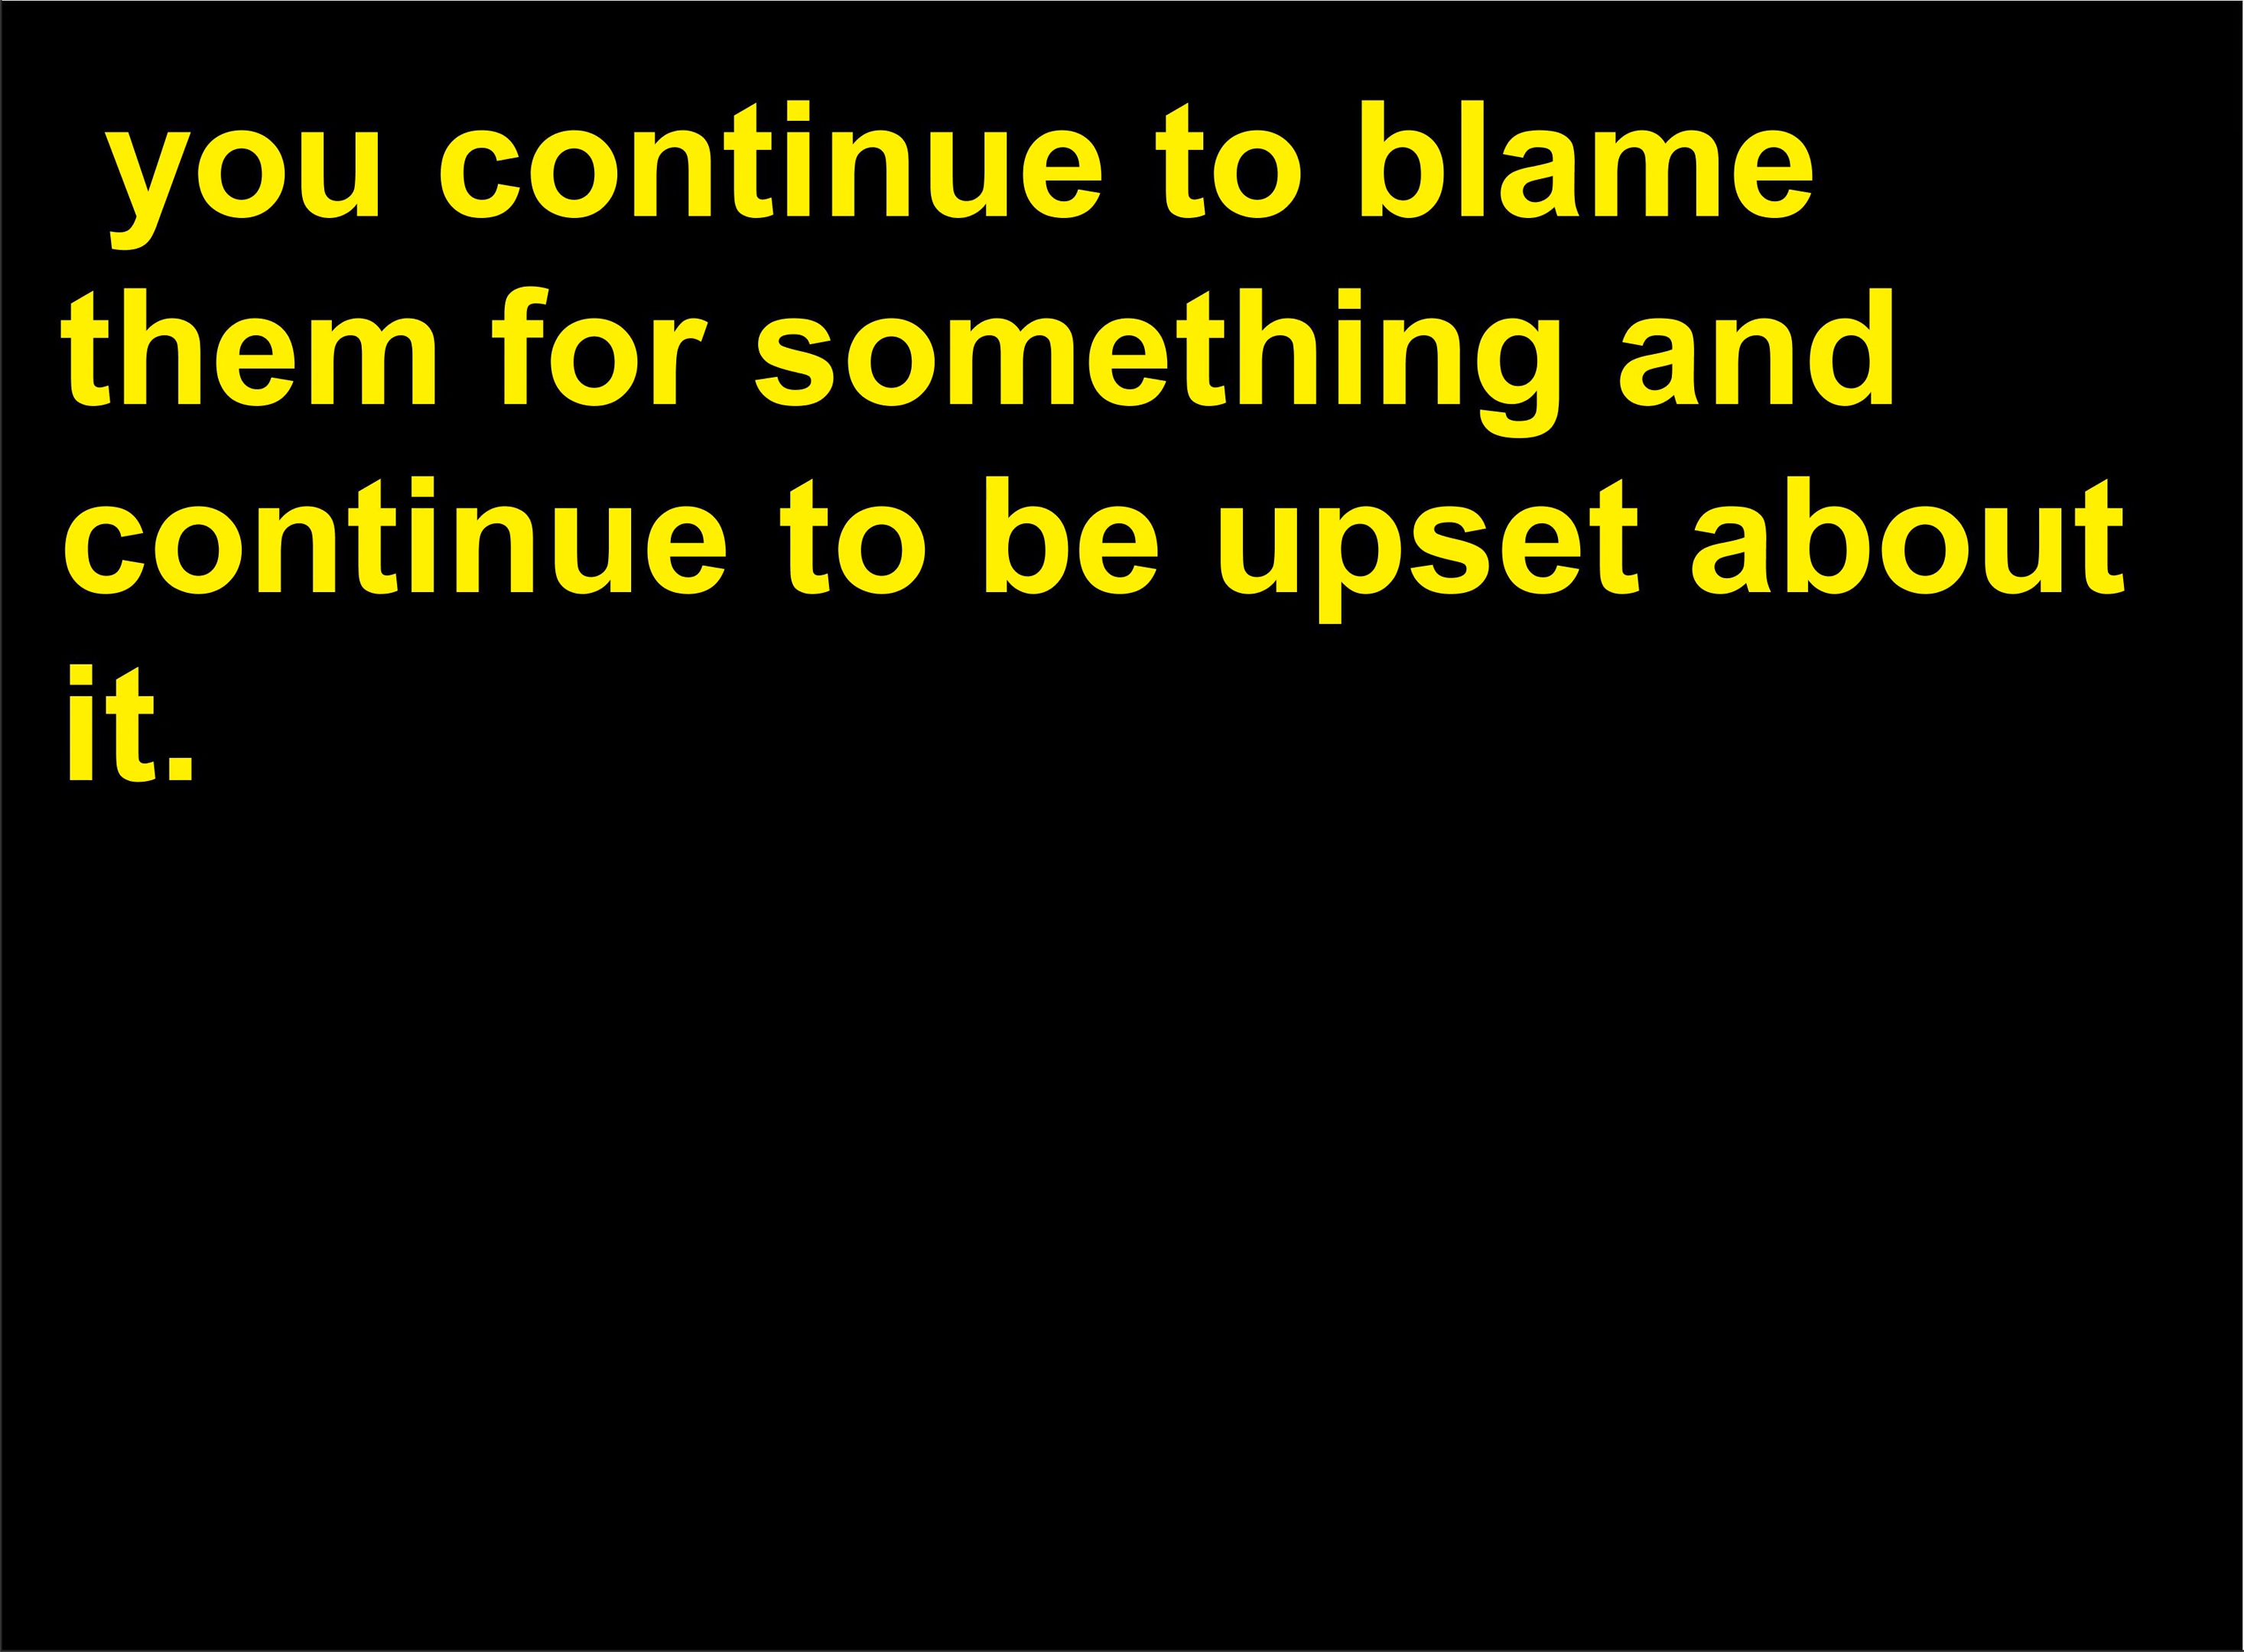 you continue to blame
them for something and
continue to be upset about
it.